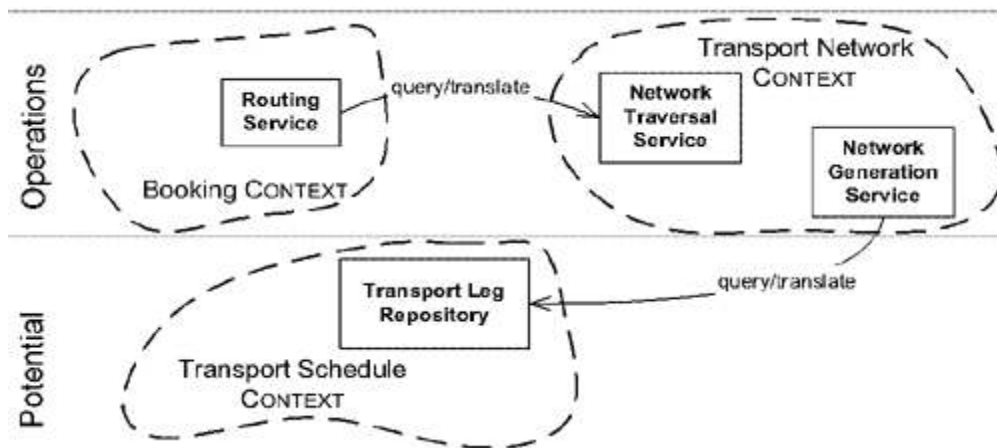 Operations
Routing
Service
Booking CONTEXT
query/translate
Transport Network
CONTEXT
Network
Traversal
Service
Network
Generation
Service
query/translate
Potential
Transport Leg
Repository
Transport Schedule
CONTEXT